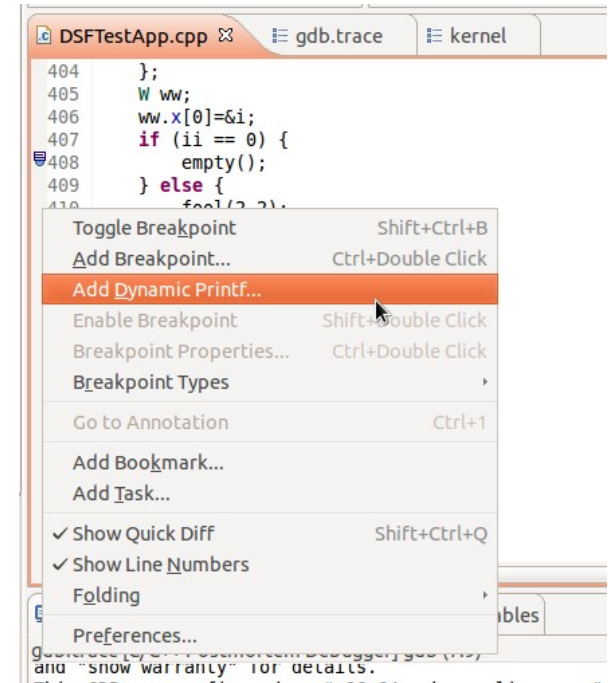 DSFTestApp.cpp gdb.trace kernel
404 };
405 W ww;
406 ww.x[0]=&i;
407 if (ii == 0) {
408 empty();
409 } else {
410
Toggle Breakpoint Shift+Ctrl+B
Add Breakpoint... Ctrl+Double Click
Add Dynamic Printf...
Enable Breakpoint Shift+Double Click
Breakpoint Properties... Ctrl+Double Click
Breakpoint Types
Go to Annotation Ctrl+1
Add Bookmark...
Add Task...
Show Quick Diff Shift+Ctrl+Q
Show Line Numbers
Folding
Preferences...
and "show warranty" for details.